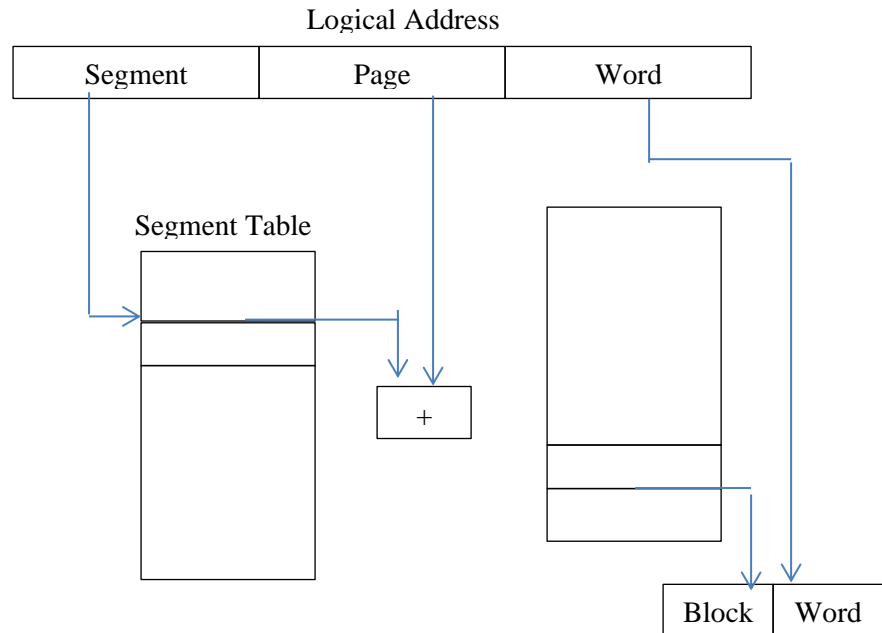 Logical Address
Segment Page Word
Segment Table
+
Block Word